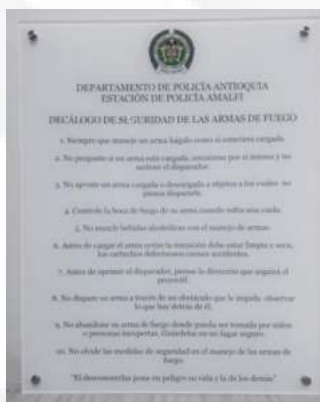 DEPARTAMENTO DE POLICÍA ANTIOQUIA
ESTACIÓN DE POLICÍA AMALFI
DECÁLOGO DE SEGURIDAD DE LAS ARMAS DE FUEGO
1. Siempre que maneje un arma hágalo como si estuviera cargada.
2. No pregunte si un arma está cargada, cerciórese por sí mismo y no
accione el disparador.
3. No apunte un arma cargada o descargada a objetos a los cuales no
piensa dispararle.
4. Controle la boca de fuego de su arma cuando sufra una caída.
5. No mezcle bebidas alcohólicas con el manejo de armas.
6. Antes de cargar el arma revise la munición debe estar limpia y seca,
los cartuchos defectuosos causan accidentes.
7. Antes de oprimir el disparador, piense la dirección que seguirá el
proyectil.
8. No dispare su arma a través de un obstáculo que le impida observar
lo que hay detrás de él.
9. No abandone su arma de fuego donde pueda ser tomada por niños
o personas inexpertas. Guárdelas en un lugar seguro.
10. No olvide las medidas de seguridad en el manejo de las armas de
fuego.
"El desconocerlas pone en peligro su vida y la de los demás"